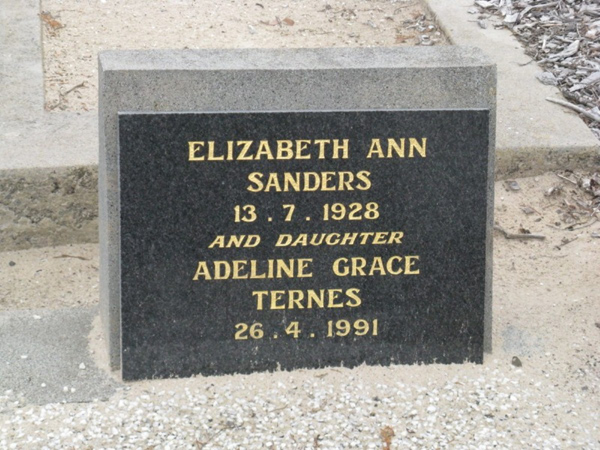 ELIZABETH ANN
SANDERS
13.7.1928
AND DAUGHTER
ADELINE GRACE
TERNES
26.4.1991